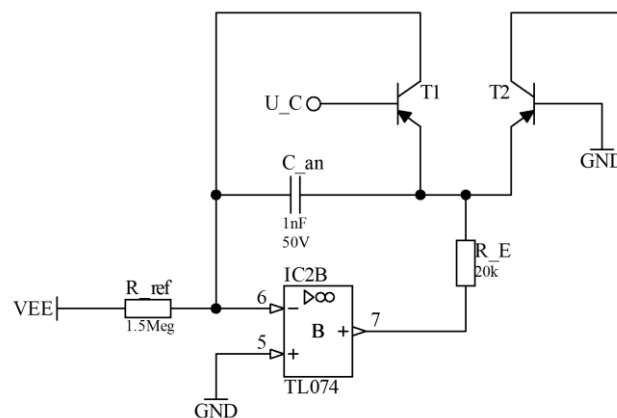 T1
T2
U_C
GND
C_an
1nF
50V
R_E
20k
IC2B
R_ref
VEE
1.5Meg
6
▷∞
−
7
B +
5
+
TL074
GND